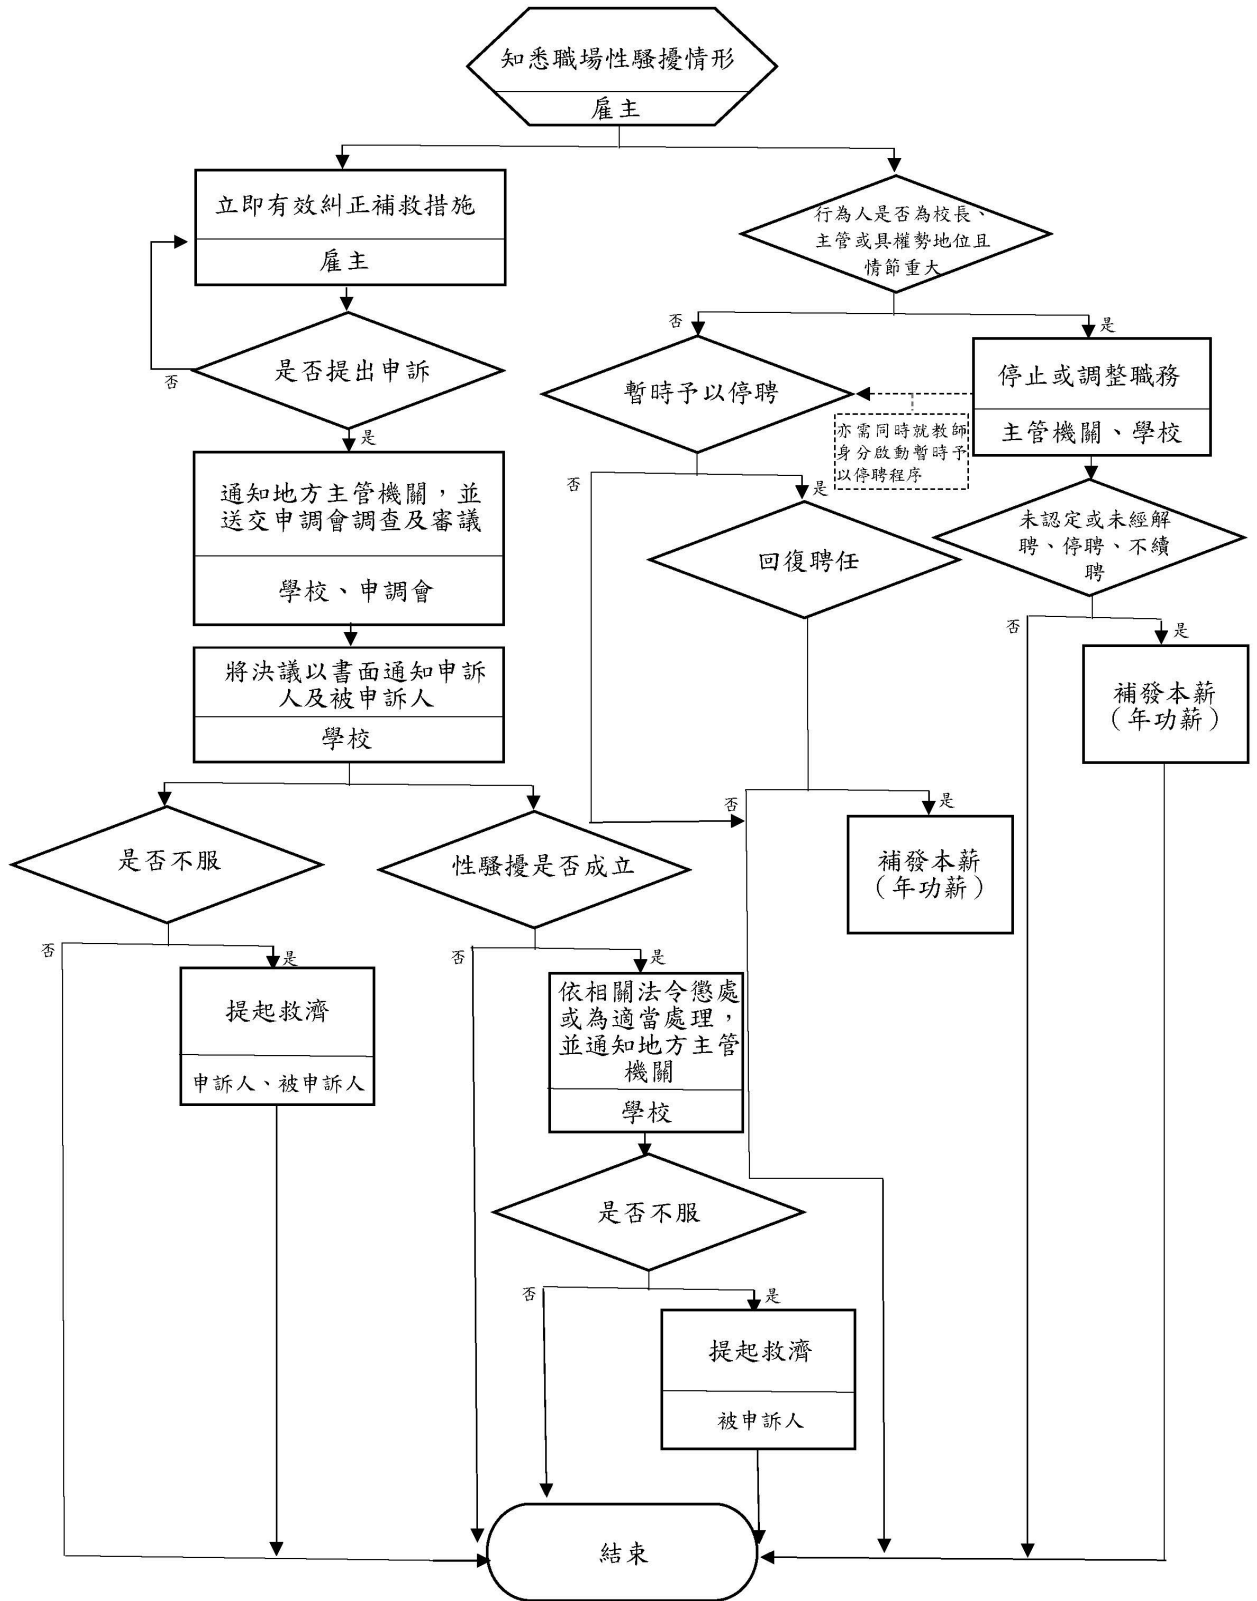 知悉職場性騷擾情形
雇主
立即有效糾正補救措施
雇主
行為人是否為校長、
主管或具權勢地位且
情節重大
否
是
是否提出申訴
否
是
暫時予以停聘
停止或調整職務
主管機關、學校
亦需同時就教師
身分啟動暫時予
以停聘程序
否
是
通知地方主管機關，並
送交申調會調查及審議
學校、申調會
回復聘任
未認定或未經解
聘、停聘、不續
聘
否
是
將決議以書面通知申訴
人及被申訴人
學校
補發本薪
（年功薪）
否
是
是否不服
性騷擾是否成立
補發本薪
（年功薪）
否
是
否
是
提起救濟
申訴人、被申訴人
依相關法令懲處
或為適當處理，
並通知地方主管
機關
學校
是否不服
否
是
提起救濟
被申訴人
結束